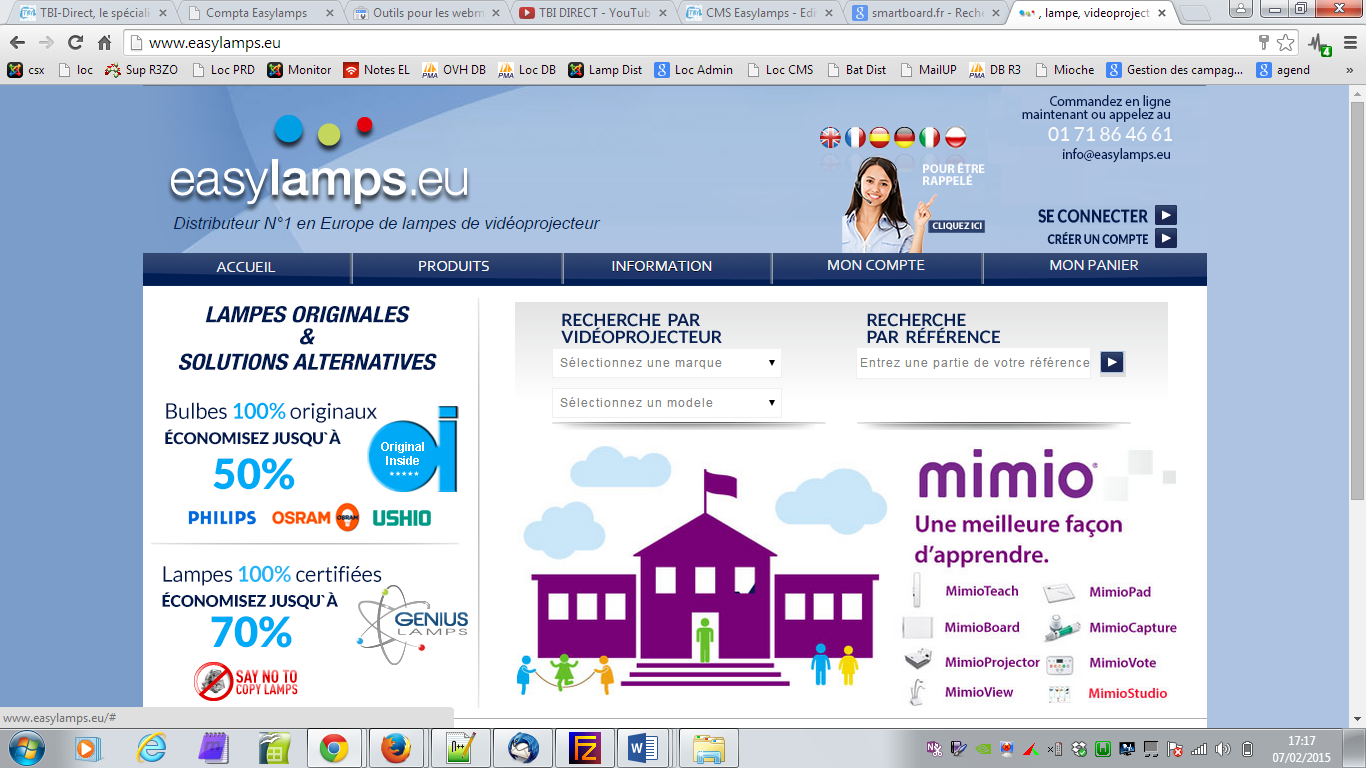 TBI-Direct, le spéciali
Compta Easylamps
Outils pour les webm
TBI DIRECT - YouTub
CMS Easylamps - Edi
smartboard.fr - Reche
, lampe, videoproject
www.easylamps.eu
csx
loc
Sup R3ZO
Loc PRD
Monitor
Notes EL
OVH DB
Loc DB
Lamp Dist
Loc Admin
Loc CMS
Bat Dist
MailUP
DB R3
Mioche
Gestion des campag...
agend
»
easylamps.eu
Distributeur N°1 en Europe de lampes de vidéoprojecteur
POUR ÊTRE
RAPPELÉ
CLIQUEZ ICI
Commandez en ligne
maintenant ou appelez au
01 71 86 46 61
info@easylamps.eu
SE CONNECTER
CRÉER UN COMPTE
ACCUEIL
PRODUITS
INFORMATION
MON COMPTE
MON PANIER
LAMPES ORIGINALES
&
SOLUTIONS ALTERNATIVES
Bulbes 100% originaux
ÉCONOMISEZ JUSQU`À
50%
Original
Inside
PHILIPS
OSRAM
OSRAM
USHIO
Lampes 100% certifiées
ÉCONOMISEZ JUSQU`À
70%
GENIUS
LAMPS
SAY NO TO
COPY LAMPS
RECHERCHE PAR
VIDÉOPROJECTEUR
Sélectionnez une marque
Sélectionnez un modele
RECHERCHE
PAR RÉFÉRENCE
Entrez une partie de votre référence
mimio®
Une meilleure façon
d'apprendre.
MimioTeach
MimioPad
MimioBoard
MimioCapture
MimioProjector
MimioVote
MimioView
MimioStudio
www.easylamps.eu/#
17:17
07/02/2015